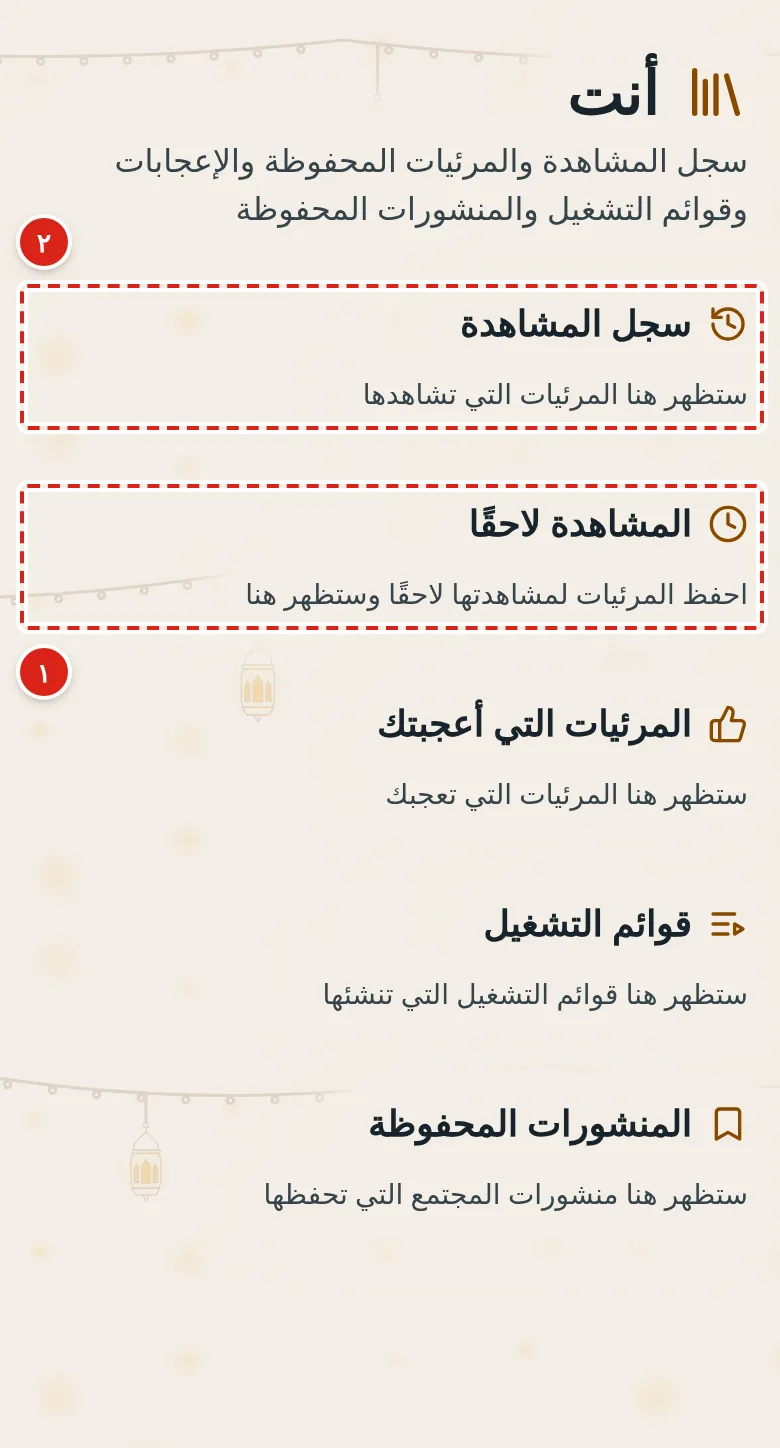 أنت
سجل المشاهدة والمرئيات المحفوظة والإعجابات
وقوائم التشغيل والمنشورات المحفوظة
٢
سجل المشاهدة
ستظهر هنا المرئيات التي تشاهدها
المشاهدة لاحقًا
احفظ المرئيات لمشاهدتها لاحقًا وستظهر هنا
١
المرئيات التي أعجبتك
ستظهر هنا المرئيات التي تعجبك
قوائم التشغيل
ستظهر هنا قوائم التشغيل التي تنشئها
المنشورات المحفوظة
ستظهر هنا منشورات المجتمع التي تحفظها